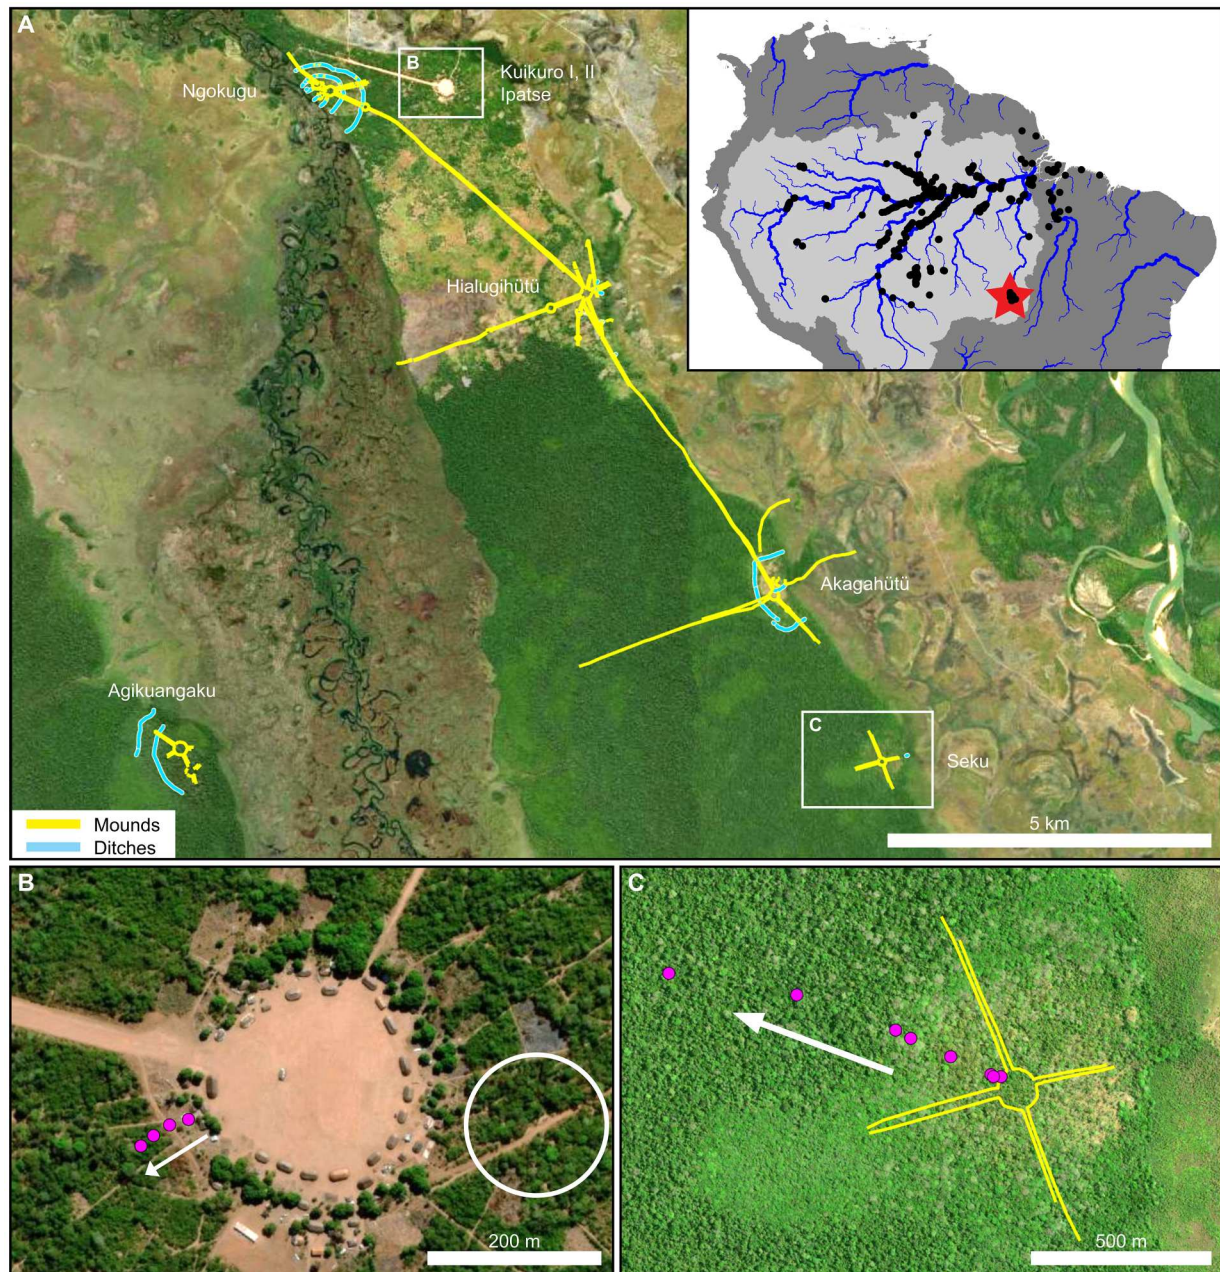 A
Ngokugu
B
Kuikuro I, II
Ipatse
Hialugihütü
Akagahütü
Agikuangaku
C
Seku
Mounds
Ditches
5 km
B
200 m
C
500 m